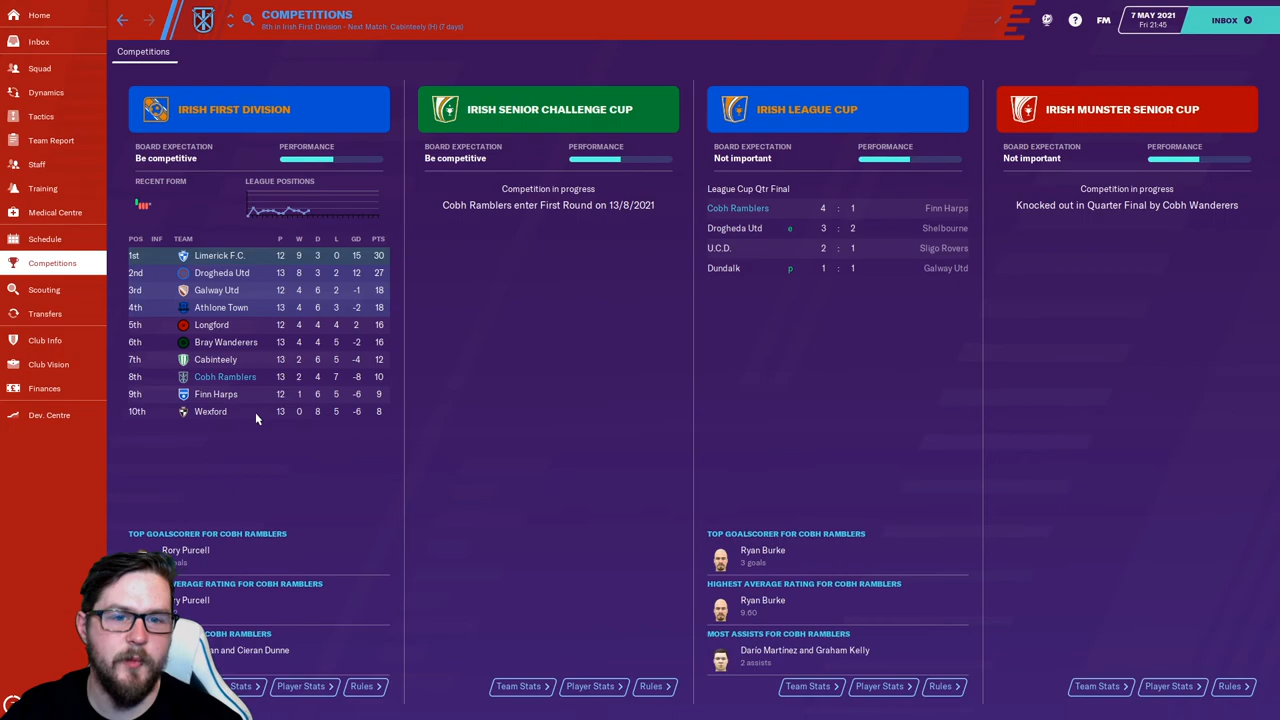 Home
Inbox
Squad
Dynamics
Tactics
Team Report
Staff
Training
Medical Centre
Schedule
Competitions
Scouting
Transfers
Club Info
Club Vision
Finances
Dev. Centre
COMPETITIONS
8th in Irish First Division - Next Match: Cabinteely (H) (7 days)
FM
7 MAY 2021
Fri 21:45
INBOX
Competitions
IRISH FIRST DIVISION
BOARD EXPECTATION PERFORMANCE
Be competitive
RECENT FORM LEAGUE POSITIONS
POS INF TEAM P W D L GD PTS
1st Limerick F.C. 12 9 3 0 15 30
2nd Drogheda Utd 13 8 3 2 12 27
3rd Galway Utd 12 4 6 2 -1 18
4th Athlone Town 13 4 6 3 -2 18
5th Longford 12 4 4 4 2 16
6th Bray Wanderers 13 4 4 5 -2 16
7th Cabinteely 13 2 6 5 -4 12
8th Cobh Ramblers 13 2 4 7 -8 10
9th Finn Harps 12 1 6 5 -6 9
10th Wexford 13 0 8 5 -6 8
TOP GOALSCORER FOR COBH RAMBLERS
Rory Purcell
AVERAGE RATING FOR COBH RAMBLERS
Purcell
COBH RAMBLERS
and Cieran Dunne
Stats Player Stats Rules
IRISH SENIOR CHALLENGE CUP
BOARD EXPECTATION PERFORMANCE
Be competitive
Competition in progress
Cobh Ramblers enter First Round on 13/8/2021
Team Stats Player Stats Rules
IRISH LEAGUE CUP
BOARD EXPECTATION PERFORMANCE
Not important
League Cup Qtr Final
Cobh Ramblers 4 : 1 Finn Harps
Drogheda Utd e 3 : 2 Shelbourne
U.C.D. 2 : 1 Sligo Rovers
Dundalk p 1 : 1 Galway Utd
TOP GOALSCORER FOR COBH RAMBLERS
Ryan Burke
3 goals
HIGHEST AVERAGE RATING FOR COBH RAMBLERS
Ryan Burke
9.60
MOST ASSISTS FOR COBH RAMBLERS
Darío Martínez and Graham Kelly
2 assists
Team Stats Player Stats Rules
IRISH MUNSTER SENIOR CUP
BOARD EXPECTATION PERFORMANCE
Not important
Competition in progress
Knocked out in Quarter Final by Cobh Wanderers
Team Stats Player Stats Rules